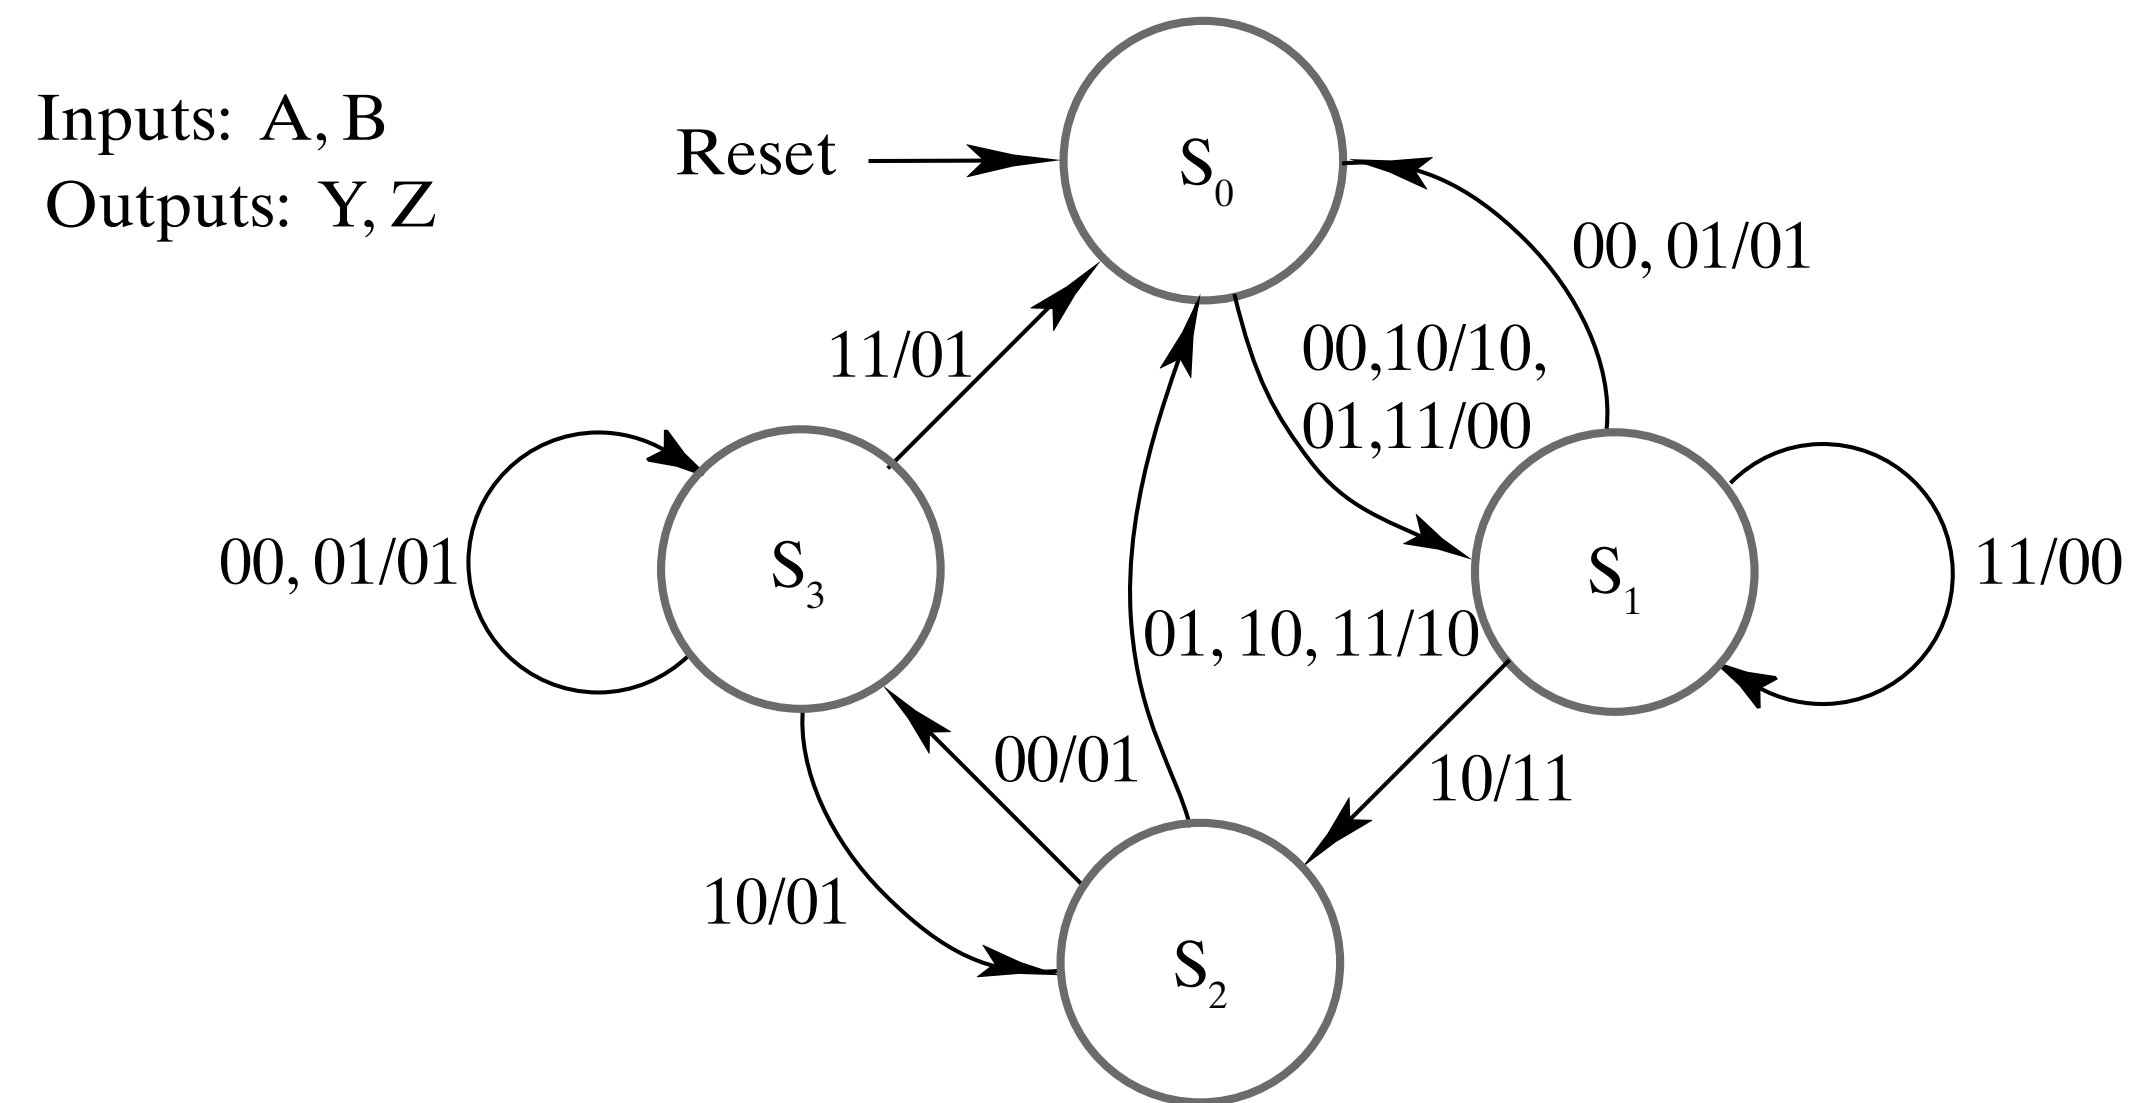 Inputs: A, B
Outputs: Y, Z
Reset
S0
00, 01/01
11/01
00,10/10,
01,11/00
00, 01/01
S3
S1
11/00
01, 10, 11/10
00/01
10/11
10/01
S2